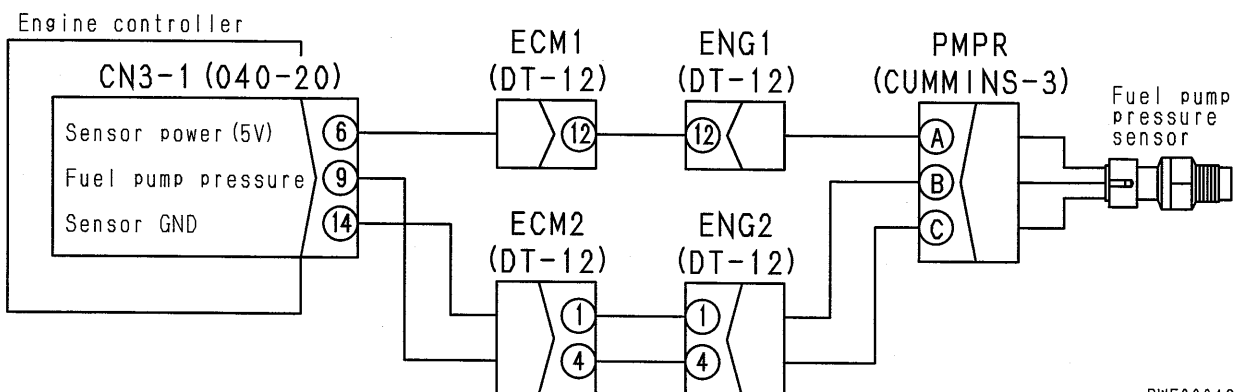 Engine controller
CN3-1 (040-20)
Sensor power (5V)
6
Fuel pump pressure
9
Sensor GND
14
ECM1
(DT-12)
12
ENG1
(DT-12)
12
ECM2
(DT-12)
1
4
ENG2
(DT-12)
1
4
PMPR
(CUMMINS-3)
A
B
C
Fuel pump
pressure
sensor